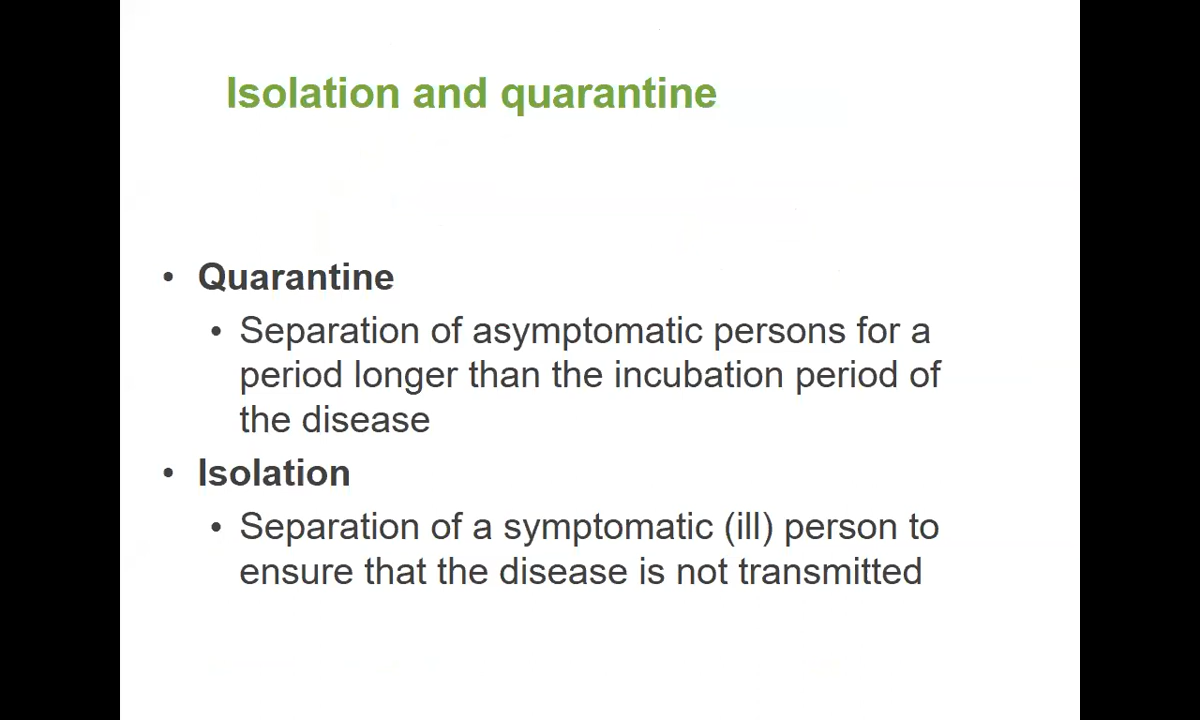 Isolation and quarantine
• Quarantine
• Separation of asymptomatic persons for a
period longer than the incubation period of
the disease
• Isolation
• Separation of a symptomatic (ill) person to
ensure that the disease is not transmitted